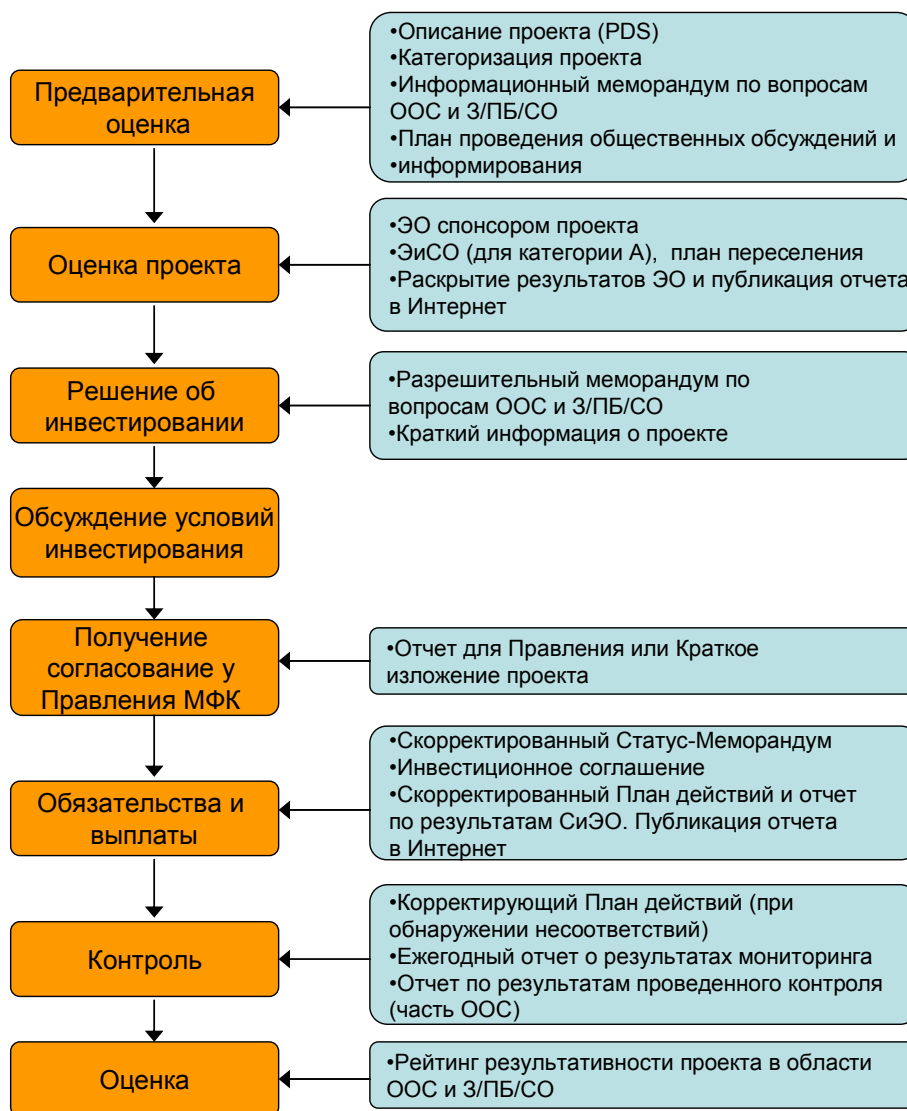 Предварительная
оценка
•Описание проекта (PDS)
•Категоризация проекта
•Информационный меморандум по вопросам
ООС и З/ПБ/СО
•План проведения общественных обсуждений и
•информирования
Оценка проекта
•ЭО спонсором проекта
•ЭиСО (для категории А), план переселения
•Раскрытие результатов ЭО и публикация отчета
в Интернет
Решение об
инвестировании
•Разрешительный меморандум по
вопросам ООС и З/ПБ/СО
•Краткий информация о проекте
Обсуждение условий
инвестирования
Получение
согласование у
Правления МФК
•Отчет для Правления или Краткое
изложение проекта
Обязательства и
выплаты
•Скорректированный Статус-Меморандум
•Инвестиционное соглашение
•Скорректированный План действий и отчет
по результатам СиЭО. Публикация отчета
в Интернет
Контроль
•Корректирующий План действий (при
обнаружении несоответствий)
•Ежегодный отчет о результатах мониторинга
•Отчет по результатам проведенного контроля
(часть ООС)
Оценка
•Рейтинг результативности проекта в области
ООС и З/ПБ/СО